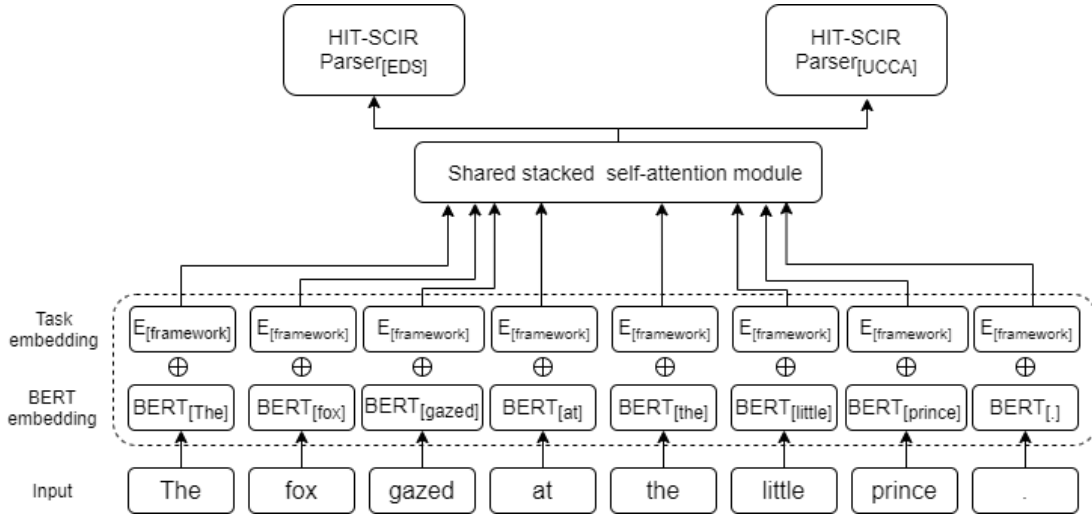 HIT-SCIR
Parser[EDS]
HIT-SCIR
Parser[UCCA]
Shared stacked self-attention module
Task
embedding
E[framework] E[framework] E[framework] E[framework] E[framework] E[framework] E[framework] E[framework]
BERT
embedding
BERT[The] BERT[fox] BERT[gazed] BERT[at] BERT[the] BERT[little] BERT[prince] BERT[.]
Input
The fox gazed at the little prince .